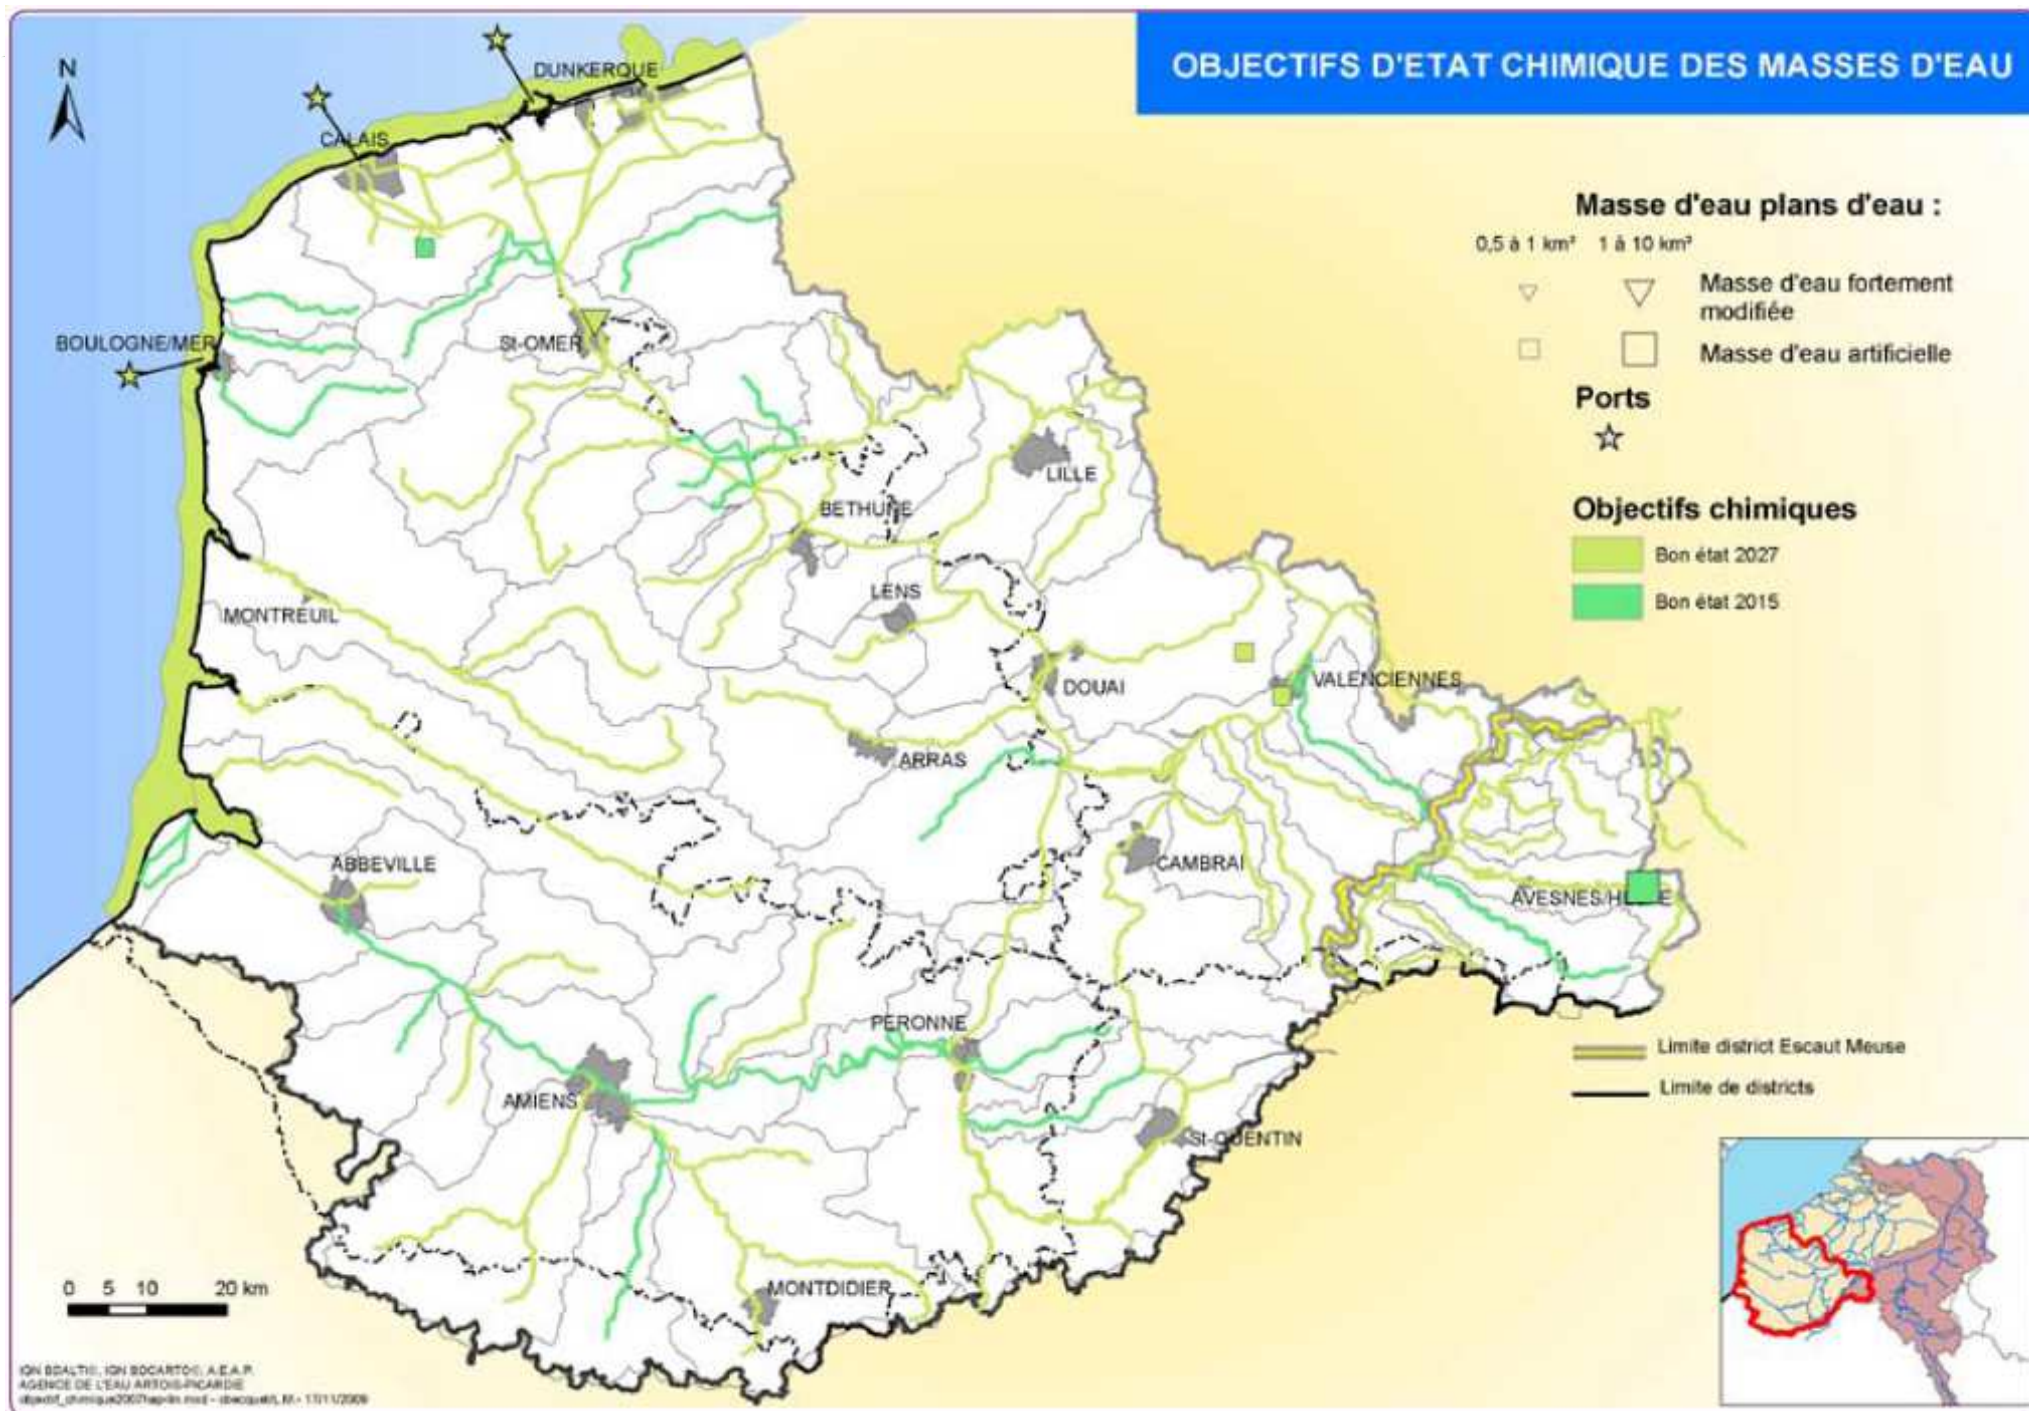 OBJECTIFS D'ETAT CHIMIQUE DES MASSES D'EAU
N
DUNKERQUE
CALAIS
BOULOGNE/MER
St-OMER
LILLE
BETHUNE
LENS
MONTREUIL
DOUAI
VALENCIENNES
ARRAS
ABBEVILLE
CAMBRAI
PERONNE
AMIENS
St-QUENTIN
MONTDIDIER
Masse d'eau plans d'eau :
0,5 à 1 km² 1 à 10 km²
Masse d'eau fortement
modifiée
Masse d'eau artificielle
Ports
Objectifs chimiques
Bon état 2027
Bon état 2015
Limite district Escaut Meuse
Limite de districts
0 5 10 20 km
AGENCE DE L'EAU ARTOIS-PICARDIE